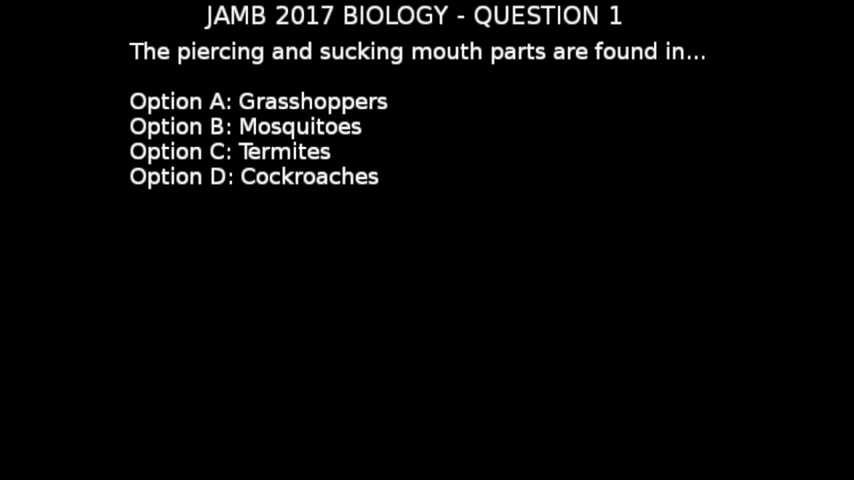 JAMB 2017 BIOLOGY - QUESTION 1
The piercing and sucking mouth parts are found in...
Option A: Grasshoppers
Option B: Mosquitoes
Option C: Termites
Option D: Cockroaches